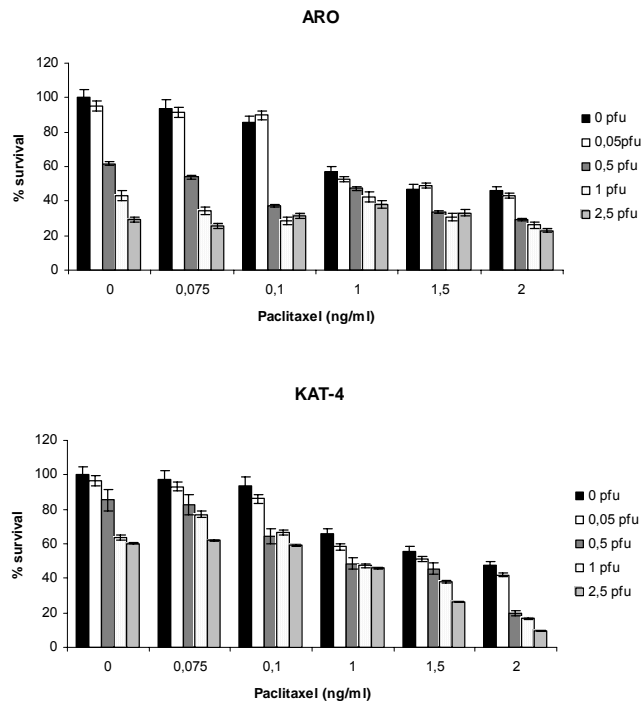 ARO
120
100
80
60
40
20
0
% survival
0 0,075 0,1 1 1,5 2
Paclitaxel (ng/ml)
0 pfu
0,05pfu
0,5 pfu
1 pfu
2,5 pfu
KAT-4
120
100
80
60
40
20
0
% survival
0 0,075 0,1 1 1,5 2
Paclitaxel (ng/ml)
0 pfu
0,05 pfu
0,5 pfu
1 pfu
2,5 pfu